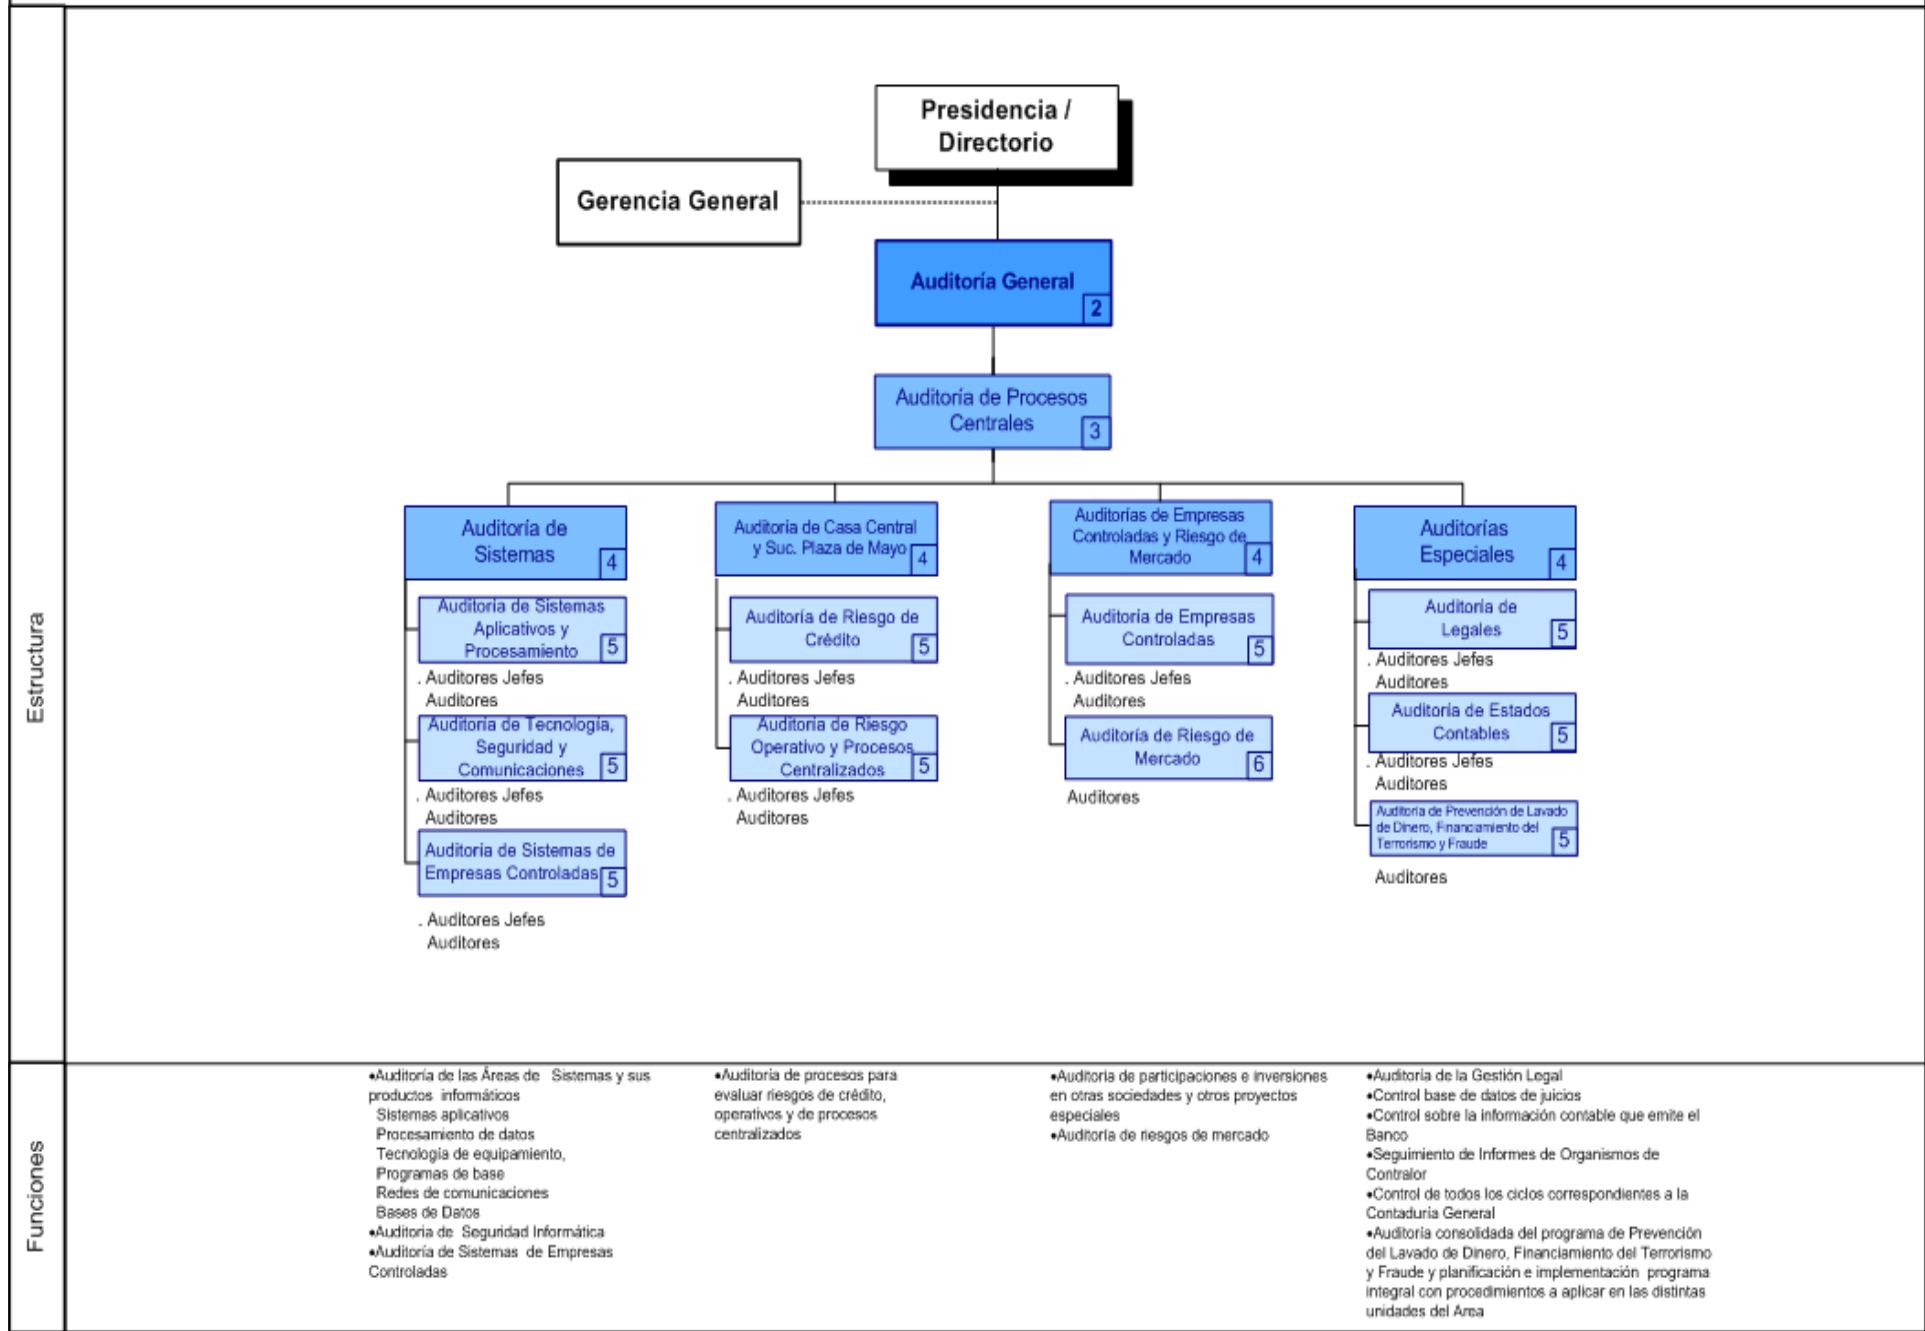 Estructura
Presidencia /
Directorio
Gerencia General
Auditoría General
2
Auditoría de Procesos
Centrales
3
Auditoría de
Sistemas
4
Auditoría de Sistemas
Aplicativos y
Procesamiento
5
. Auditores Jefes
Auditores
Auditoría de Tecnología,
Seguridad y
Comunicaciones
5
. Auditores Jefes
Auditores
Auditoría de Sistemas de
Empresas Controladas
5
. Auditores Jefes
Auditores
Auditoria de Casa Central
y Suc. Plaza de Mayo
4
Auditoría de Riesgo de
Crédito
5
. Auditores Jefes
Auditores
Auditoría de Riesgo
Operativo y Procesos
Centralizados
5
. Auditores Jefes
Auditores
Auditorías de Empresas
Controladas y Riesgo de
Mercado
4
Auditoría de Empresas
Controladas
5
. Auditores Jefes
Auditores
Auditoría de Riesgo de
Mercado
6
Auditores
Auditorías
Especiales
4
Auditoría de
Legales
5
. Auditores Jefes
Auditores
Auditoría de Estados
Contables
5
. Auditores Jefes
Auditores
Auditoría de Prevención de Lavado
de Dinero, Financiamiento del
Terrorismo y Fraude
5
Auditores
Funciones
•Auditoría de las Áreas de Sistemas y sus
productos informáticos
Sistemas aplicativos
Procesamiento de datos
Tecnología de equipamiento,
Programas de base
Redes de comunicaciones
Bases de Datos
•Auditoria de Seguridad Informática
•Auditoría de Sistemas de Empresas
Controladas
•Auditoria de procesos para
evaluar riesgos de crédito,
operativos y de procesos
centralizados
•Auditoria de participaciones e inversiones
en otras sociedades y otros proyectos
especiales
•Auditoría de riesgos de mercado
•Auditoría de la Gestión Legal
•Control base de datos de juicios
•Control sobre la información contable que emite el
Banco
•Seguimiento de Informes de Organismos de
Contralor
•Control de todos los ciclos correspondientes a la
Contaduría General
•Auditoría consolidada del programa de Prevención
del Lavado de Dinero, Financiamiento del Terrorismo
y Fraude y planificación e implementación programa
integral con procedimientos a aplicar en las distintas
unidades del Area